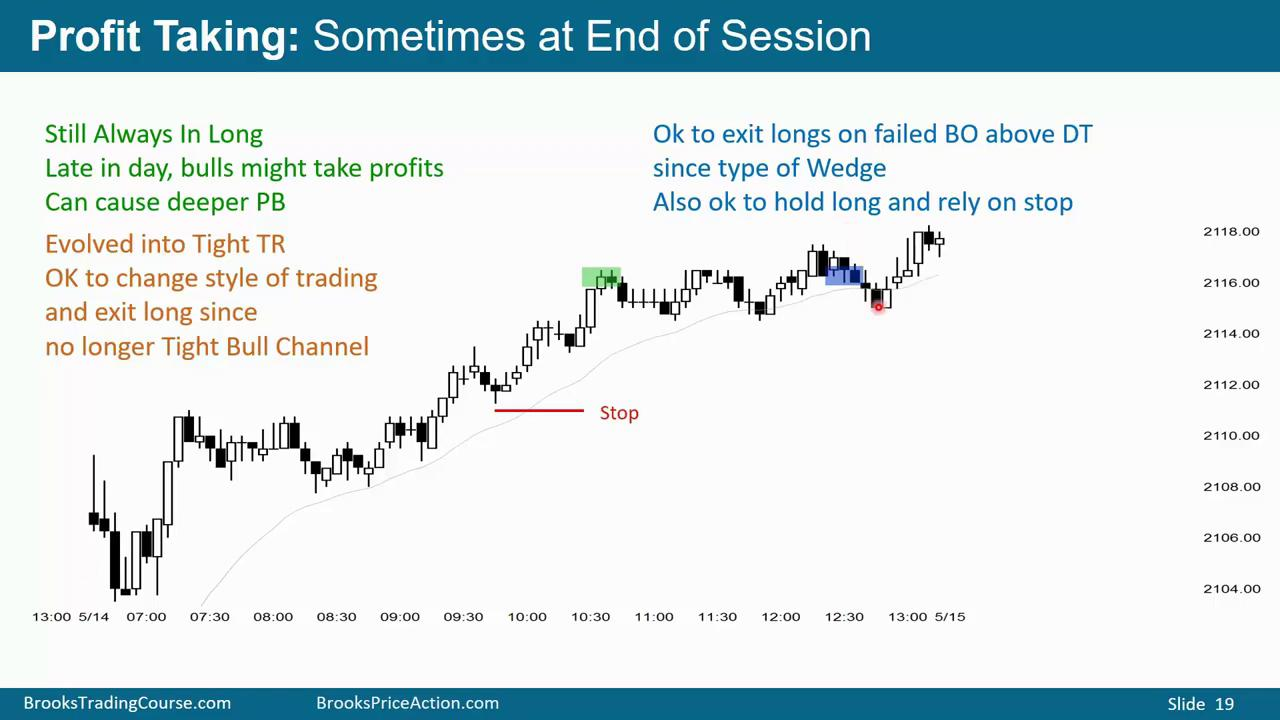 Profit Taking: Sometimes at End of Session
Still Always In Long
Late in day, bulls might take profits
Can cause deeper PB
Evolved into Tight TR
OK to change style of trading
and exit long since
no longer Tight Bull Channel
Ok to exit longs on failed BO above DT
since type of Wedge
Also ok to hold long and rely on stop
Stop
2118.00
2116.00
2114.00
2112.00
2110.00
2108.00
2106.00
2104.00
13:00 5/14 07:00 07:30 08:00 08:30 09:00 09:30 10:00 10:30 11:00 11:30 12:00 12:30 13:00 5/15
BrooksTradingCourse.com BrooksPriceAction.com Slide 19